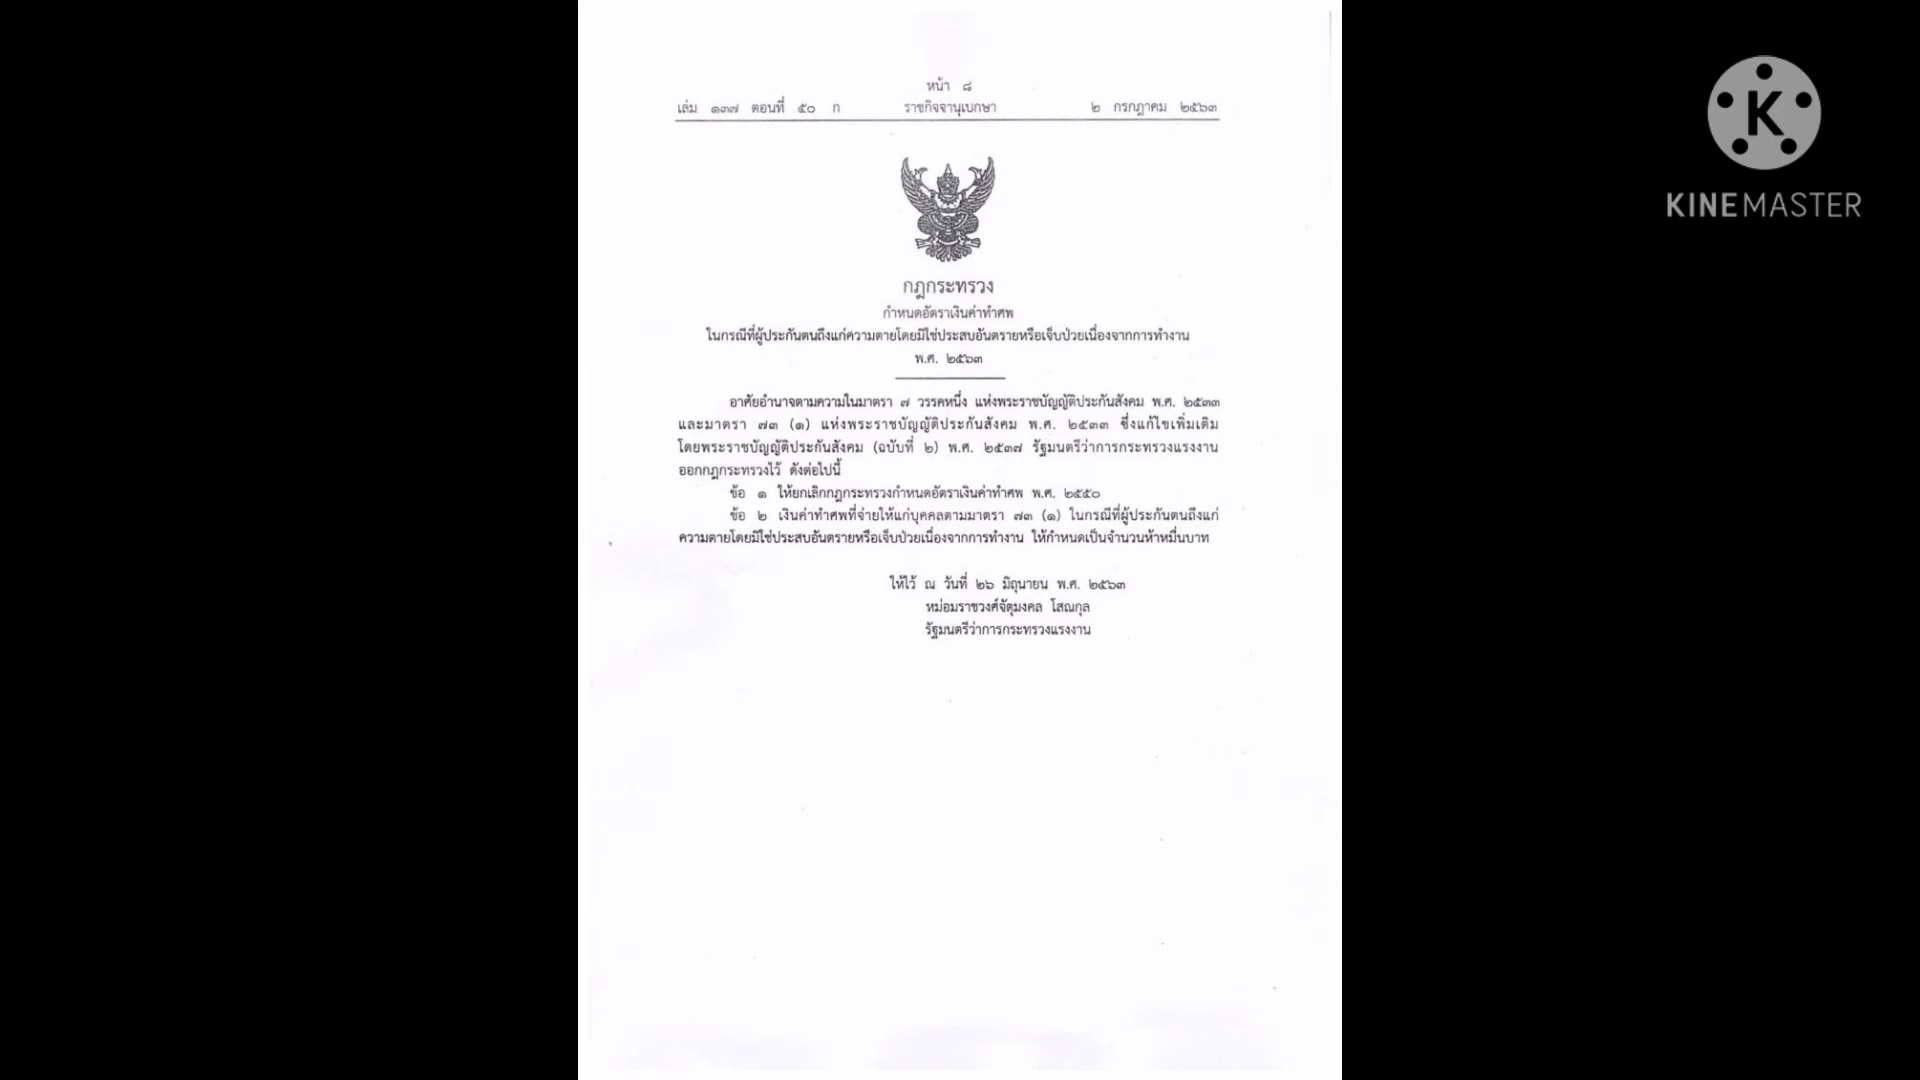 หน้า ๘
เล่ม ๑๓๗ ตอนที่ ๕๐ ก ราชกิจจานุเบกษา ๒ กรกฎาคม ๒๕๖๓
K
KINEMASTER
กฎกระทรวง
กำหนดอัตราเงินค่าทำศพ
ในกรณีที่ผู้ประกันตนถึงแก่ความตายโดยมิใช่ประสบอันตรายหรือเจ็บป่วยเนื่องจากการทำงาน
พ.ศ. ๒๕๖๓
อาศัยอำนาจตามความในมาตรา ๗ วรรคหนึ่ง แห่งพระราชบัญญัติประกันสังคม พ.ศ. ๒๕๓๓
และมาตรา ๗๓ (๑) แห่งพระราชบัญญัติประกันสังคม พ.ศ. ๒๕๓๓ ซึ่งแก้ไขเพิ่มเติม
โดยพระราชบัญญัติประกันสังคม (ฉบับที่ ๒) พ.ศ. ๒๕๓๗ รัฐมนตรีว่าการกระทรวงแรงงาน
ออกกฎกระทรวงไว้ ดังต่อไปนี้
ข้อ ๑ ให้ยกเลิกกฎกระทรวงกำหนดอัตราเงินค่าทำศพ พ.ศ. ๒๕๕๐
ข้อ ๒ เงินค่าทำศพที่จ่ายให้แก่บุคคลตามมาตรา ๗๓ (๑) ในกรณีที่ผู้ประกันตนถึงแก่
ความตายโดยมิใช่ประสบอันตรายหรือเจ็บป่วยเนื่องจากการทำงาน ให้กำหนดเป็นจำนวนห้าหมื่นบาท
ให้ไว้ ณ วันที่ ๒๖ มิถุนายน พ.ศ. ๒๕๖๓
หม่อมราชวงศ์จัตุมงคล โสณกุล
รัฐมนตรีว่าการกระทรวงแรงงาน